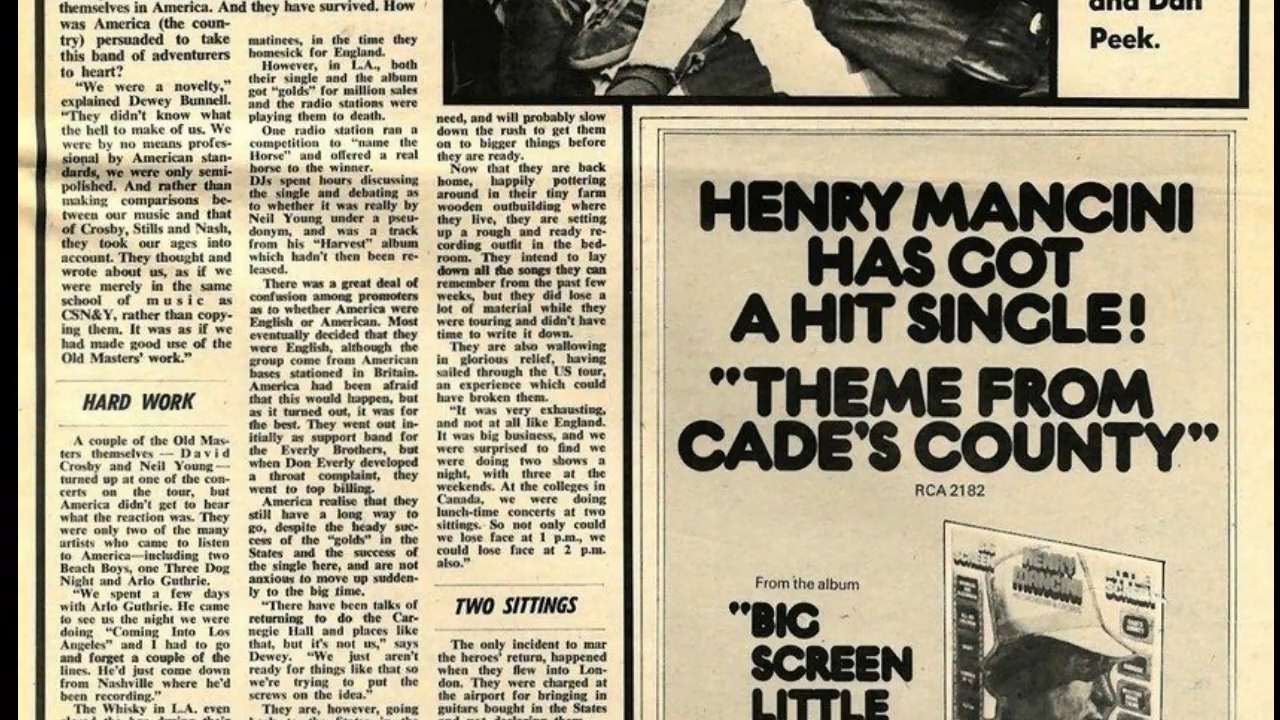 themselves in America. And they have survived. How
was America (the coun-
try) persuaded to take
this band of adventurers
to heart?
"We were a novelty,"
explained Dewey Bunnell.
"They didn't know what
the hell to make of us. We
were by no means profes-
sional by American stan-
dards, we were only semi-
polished. And rather than
making comparisons be-
tween our music and that
of Crosby, Stills and Nash,
they took our ages into
account. They thought and
wrote about us, as if we
were merely in the same
school of music as
CSN&Y, rather than copy-
ing them. It was as if we
had made good use of the
Old Masters' work."
HARD WORK
A couple of the Old Mas-
ters themselves — David
Crosby and Neil Young —
turned up at one of the con-
certs on the tour, but
America didn't get to hear
what the reaction was. They
were only two of the many
artists who came to listen
to America—including two
Beach Boys, one Three Dog
Night and Arlo Guthrie.
"We spent a few days
with Arlo Guthrie. He came
to see us the night we were
doing "Coming Into Los
Angeles" and I had to go
and forget a couple of the
lines. He'd just come down
from Nashville where he'd
been recording."
The Whisky in L.A. even
matinees, in the time they
homesick for England.
However, in L.A., both
their single and the album
got "golds" for million sales
and the radio stations were
playing them to death.
One radio station ran a
competition to "name the
Horse" and offered a real
horse to the winner.
DJs spent hours discussing
the single and debating as
to whether it was really by
Neil Young under a pseu-
donym, and was a track
from his "Harvest" album
which hadn't then been re-
leased.
There was a great deal of
confusion among promoters
as to whether America were
English or American. Most
eventually decided that they
were English, although the
group come from American
bases stationed in Britain.
America had been afraid
that this would happen, but
as it turned out, it was for
the best. They went out in-
itially as support band for
the Everly Brothers, but
when Don Everly developed
a throat complaint, they
went to top billing.
America realise that they
still have a long way to
go, despite the heady suc-
cess of the "golds" in the
States and the success of
the single here, and are not
anxious to move up sudden-
ly to the big time.
"There have been talks of
returning to do the Car-
negie Hall and places like
that, but it's not us," says
Dewey. "We just aren't
ready for things like that so
we're trying to put the
screws on the idea."
They are, however, going
need, and will probably slow
down the rush to get them
on to bigger things before
they are ready.
Now that they are back
home, happily pottering
around in their tiny farm
wooden outbuilding where
they live, they are setting
up a rough and ready re-
cording outfit in the bed-
room. They intend to lay
down all the songs they can
remember from the past few
weeks, but they did lose a
lot of material while they
were touring and didn't have
time to write it down.
They are also wallowing
in glorious relief, having
sailed through the US tour,
an experience which could
have broken them.
"It was very exhausting,
and not at all like England.
It was big business, and we
were surprised to find we
were doing two shows a
night, with three at the
weekends. At the colleges in
Canada, we were doing
lunch-time concerts at two
sittings. So not only could
we lose face at 1 p.m., we
could lose face at 2 p.m.
also."
TWO SITTINGS
The only incident to mar
the heroes' return, happened
when they flew into Lon-
don. They were charged at
the airport for bringing in
guitars bought in the States
and not declaring them.
and Dan
Peek.
HENRY MANCINI
HAS GOT
A HIT SINGLE!
"THEME FROM
CADE'S COUNTY"
RCA 2182
From the album
"BIG
SCREEN
LITTLE
HENRY
MANCINI